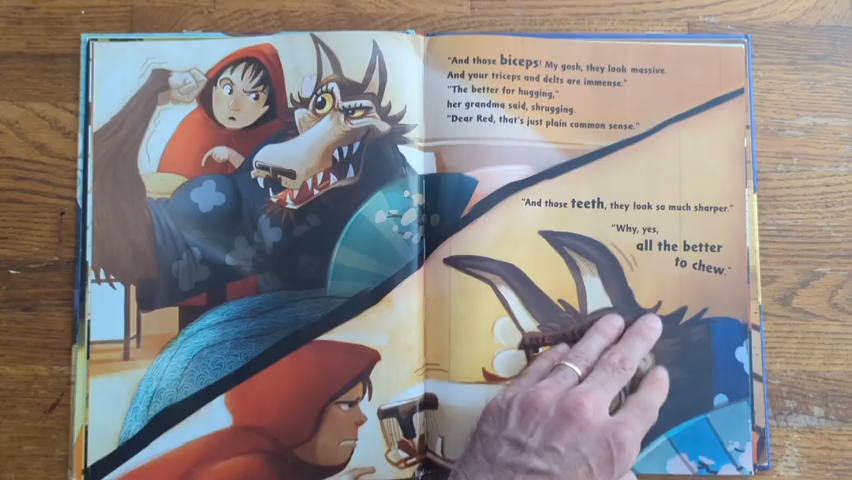 "And those biceps! My gosh, they look massive.
And your triceps and delts are immense."
"The better for hugging,"
her grandma said, shrugging.
"Dear Red, that's just plain common sense."
"And those teeth, they look so much sharper."
"Why, yes,
all the better
to chew."